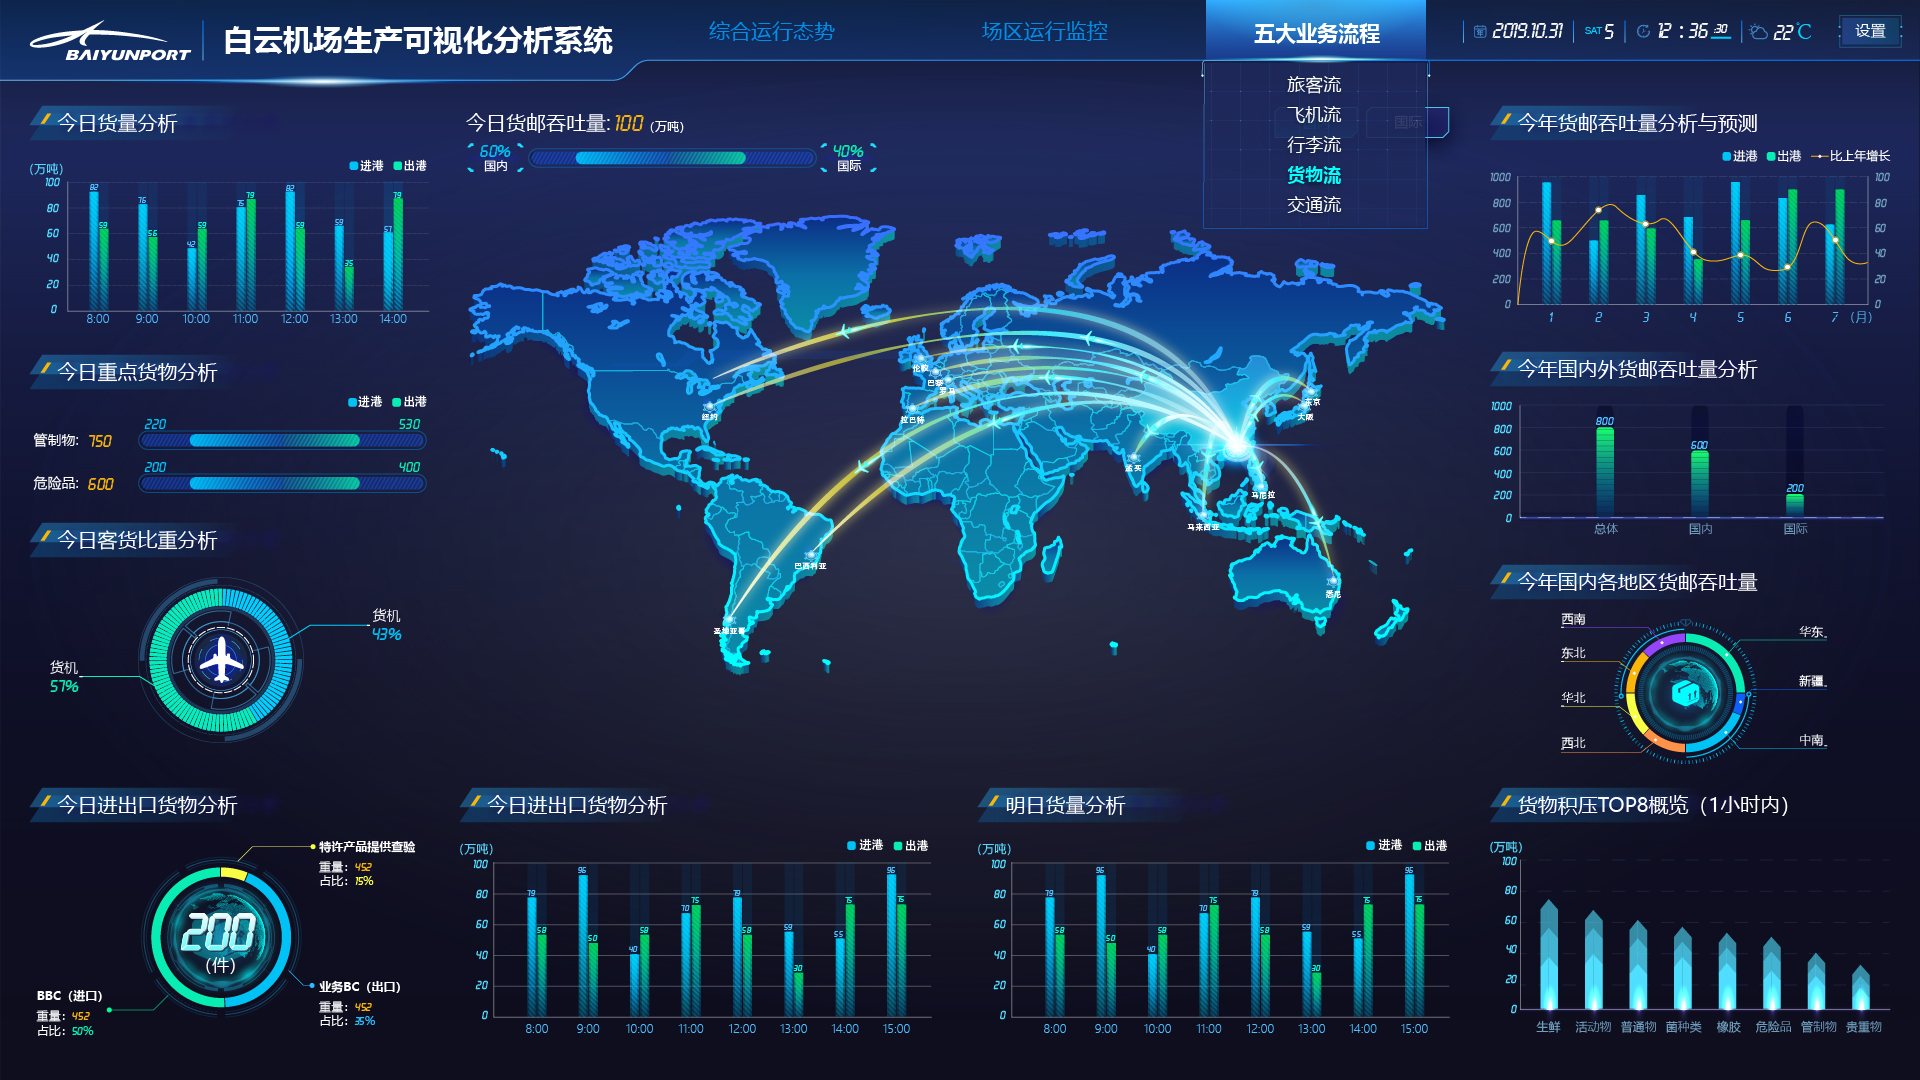 BAIYUNPORT
白云机场生产可视化分析系统
综合运行态势
场区运行监控
五大业务流程
2019.10.31
SAT 5
12 : 36 :30
22℃
设置
旅客流
飞机流
行李流
货物流
交通流
国际
今日货量分析
(万吨)
进港 出港
100
80
60
40
20
0
82 59 76 56 42 59 76 79 82 59 59 35 57 79
8:00 9:00 10:00 11:00 12:00 13:00 14:00
今日重点货物分析
进港 出港
220 530
管制物: 750
200 400
危险品: 600
今日客货比重分析
货机
43%
货机
57%
今日进出口货物分析
特许产品提供查验
重量: 452
占比: 15%
200
(件)
BBC（进口）
重量: 452
占比: 50%
业务BC（出口）
重量: 452
占比: 35%
今日货邮吞吐量: 100 (万吨)
60%
国内
40%
国际
伦敦
巴黎
罗马
纽约
拉巴特
东京
大阪
孟买
马尼拉
马来西亚
巴西利亚
圣地亚哥
悉尼
今日进出口货物分析
(万吨)
进港 出港
100
80
60
40
20
0
79 58 96 50 40 58 70 75 79 58 59 30 55 75 96 75
8:00 9:00 10:00 11:00 12:00 13:00 14:00 15:00
明日货量分析
(万吨)
进港 出港
100
80
60
40
20
0
79 58 96 50 40 58 70 75 79 58 59 30 55 75 96 75
8:00 9:00 10:00 11:00 12:00 13:00 14:00 15:00
今年货邮吞吐量分析与预测
进港 出港 比上年增长
1000 100
800 80
600 60
400 40
200 20
0 0
1 2 3 4 5 6 7 (月)
今年国内外货邮吞吐量分析
1000
800
600
400
200
0
800 600 200
总体 国内 国际
今年国内各地区货邮吞吐量
西南
东北
华北
西北
华东
新疆
中南
货物积压TOP8概览（1小时内）
(万吨)
100
80
60
40
20
0
生鲜 活动物 普通物 菌种类 橡胶 危险品 管制物 贵重物